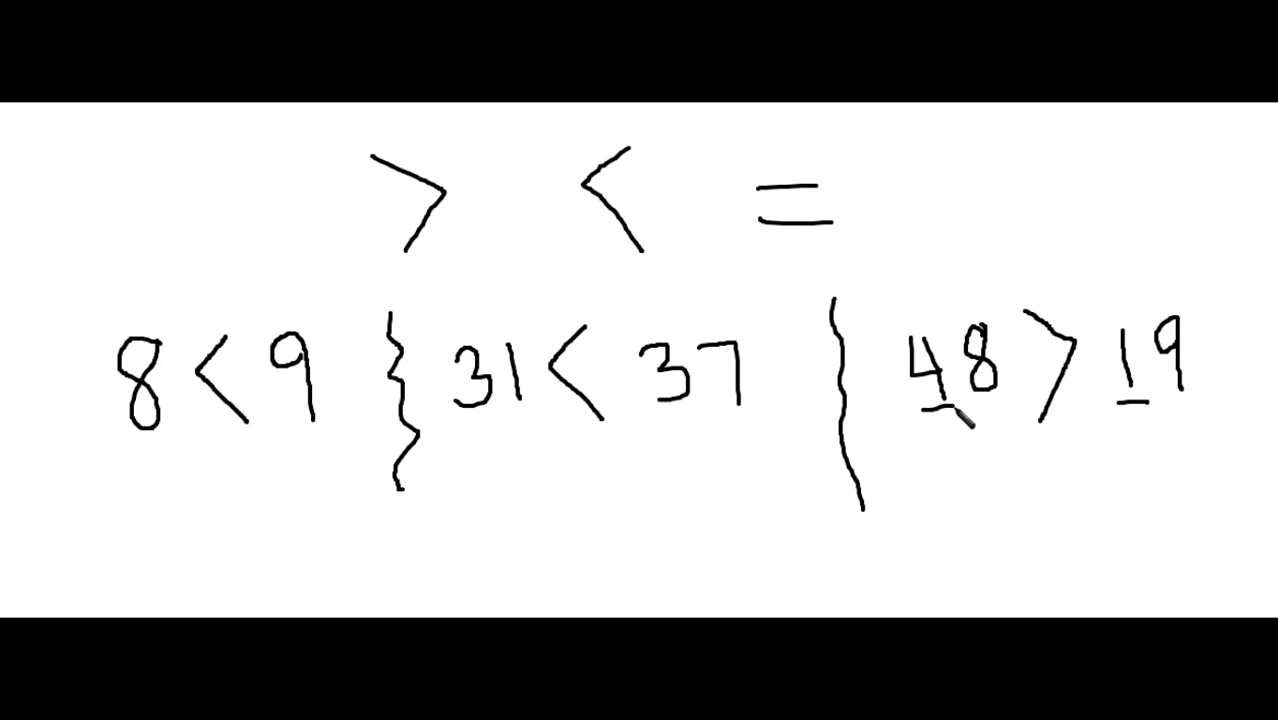 > < =
8 < 9 31 < 37 48 > 19